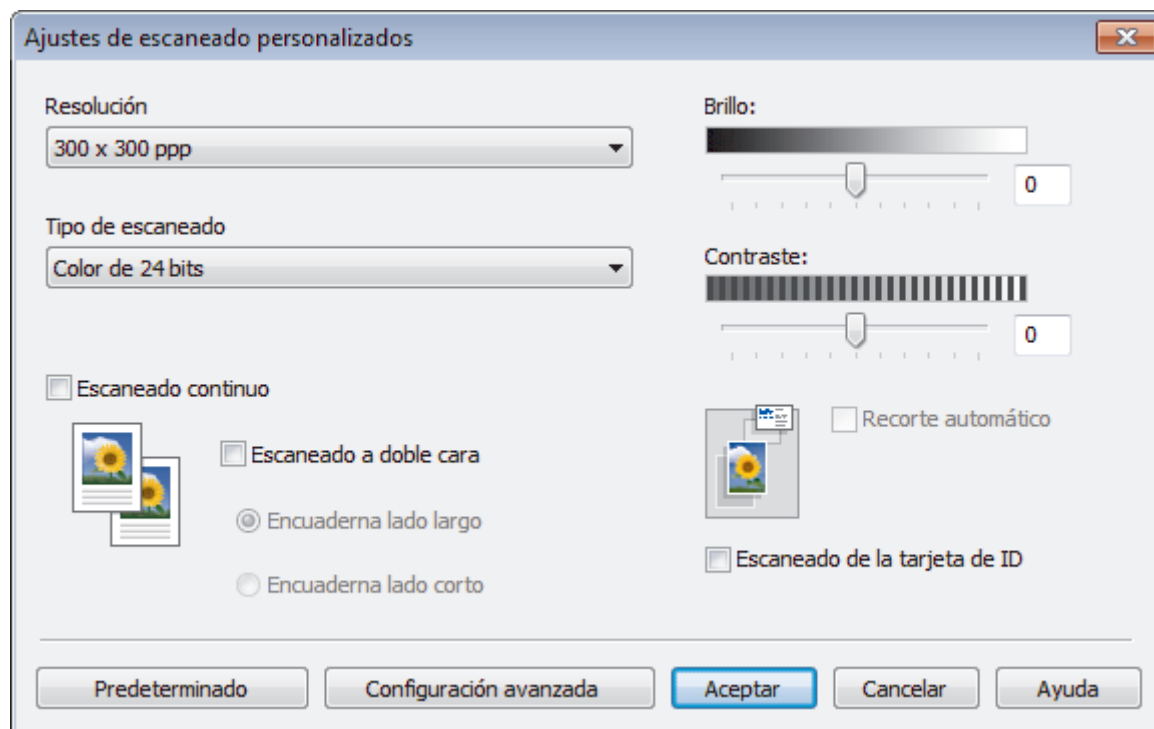 Ajustes de escaneado personalizados
Resolución
300 x 300 ppp
Tipo de escaneado
Color de 24 bits
Escaneado continuo
Escaneado a doble cara
Encuaderna lado largo
Encuaderna lado corto
Brillo:
0
Contraste:
0
Recorte automático
Escaneado de la tarjeta de ID
Predeterminado
Configuración avanzada
Aceptar
Cancelar
Ayuda